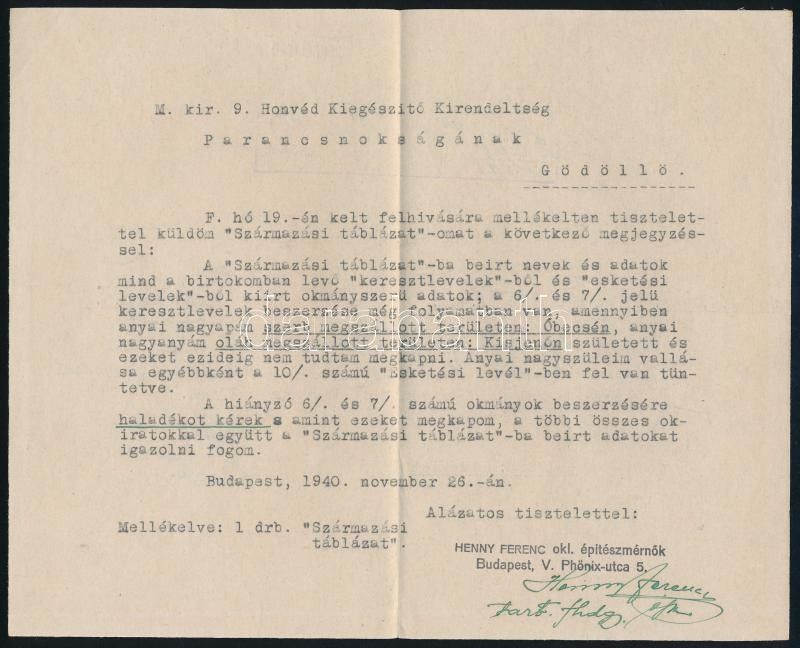 M. kir. 9. Honvéd Kiegészitő Kirendeltség
Parancsnokságának
Gödöllő.
F. hó 19.-én kelt felhivására mellékelten tisztelet-
tel küldöm "Származási táblázat"-omat a következő megjegyzés-
sel:
A "Származási táblázat"-ba beirt nevek és adatok
mind a birtokomban levő "keresztlevelek"-ből és "esketési
levelek"-ből kiirt okmányszerü adatok; a 6/. és 7/. jelü
keresztlevelek beszerzése még folyamatban van, amennyiben
anyai nagyapám szerb megszállott területen: Óbecsén, anyai
nagyanyám oláh megszállott területen: Kisjenőn született és
ezeket ezideig nem tudtam megkapni. Anyai nagyszüleim vallá-
sa egyébbként a 10/. számú "Esketési levél"-ben fel van tün-
tetve.
A hiányzó 6/. és 7/. számú okmányok beszerzésére
haladékot kérek s amint ezeket megkapom, a többi összes ok-
iratokkal együtt a "Származási táblázat"-ba beirt adatokat
igazolni fogom.
Budapest, 1940. november 26.-án.
Alázatos tisztelettel:
Mellékelve: 1 drb. "Származási
táblázat".
HENNY FERENC okl. épitészmérnök
Budapest, V. Phönix-utca 5.
Henny Ferenc
darabanth